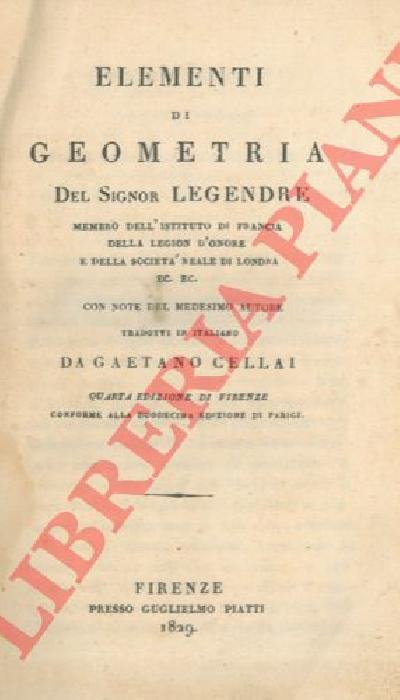 ELEMENTI
DI
GEOMETRIA
DEL SIGNOR LEGENDRE
MEMBRO DELL'ISTITUTO DI FRANCIA
DELLA LEGION D'ONORE
E DELLA SOCIETA' REALE DI LONDRA
EC. EC.
CON NOTE DEL MEDESIMO AUTORE
TRADOTTI IN ITALIANO
DA GAETANO CELLAI
QUARTA EDIZIONE DI FIRENZE
CONFORME ALLA DUODECIMA EDIZIONE DI PARIGI.
FIRENZE
PRESSO GUGLIELMO PIATTI
1829.
LIBRERIA PIANI